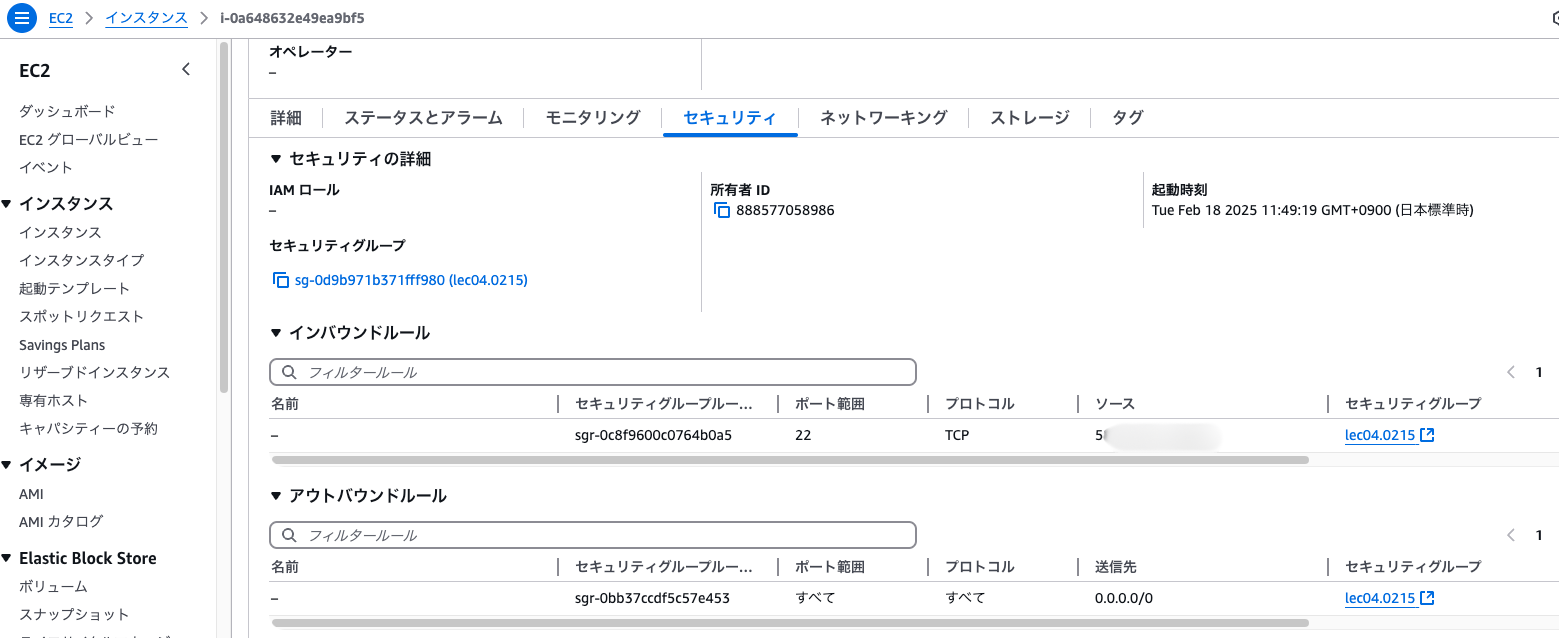 EC2 > インスタンス > i-0a648632e49ea9bf5
EC2
ダッシュボード
EC2 グローバルビュー
イベント
インスタンス
インスタンス
インスタンスタイプ
起動テンプレート
スポットリクエスト
Savings Plans
リザーブドインスタンス
専有ホスト
キャパシティーの予約
イメージ
AMI
AMI カタログ
Elastic Block Store
ボリューム
スナップショット
オペレーター
–
詳細 ステータスとアラーム モニタリング セキュリティ ネットワーキング ストレージ タグ
セキュリティの詳細
IAM ロール
–
所有者 ID
888577058986
起動時刻
Tue Feb 18 2025 11:49:19 GMT+0900 (日本標準時)
セキュリティグループ
sg-0d9b971b371fff980 (lec04.0215)
インバウンドルール
フィルタールール
1
名前 セキュリティグループルー... ポート範囲 プロトコル ソース セキュリティグループ
– sgr-0c8f9600c0764b0a5 22 TCP 5 lec04.0215
アウトバウンドルール
フィルタールール
1
名前 セキュリティグループルー... ポート範囲 プロトコル 送信先 セキュリティグループ
– sgr-0bb37ccdf5c57e453 すべて すべて 0.0.0.0/0 lec04.0215